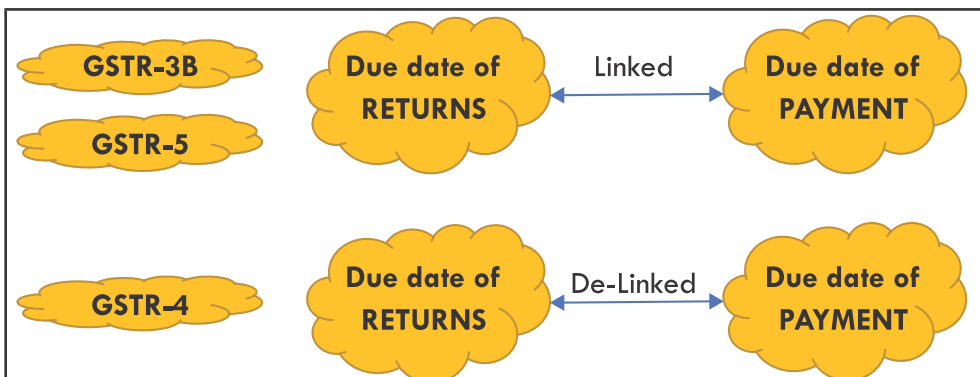 GSTR-3B
GSTR-5
Due date of
RETURNS
Linked
Due date of
PAYMENT
GSTR-4
Due date of
RETURNS
De-Linked
Due date of
PAYMENT